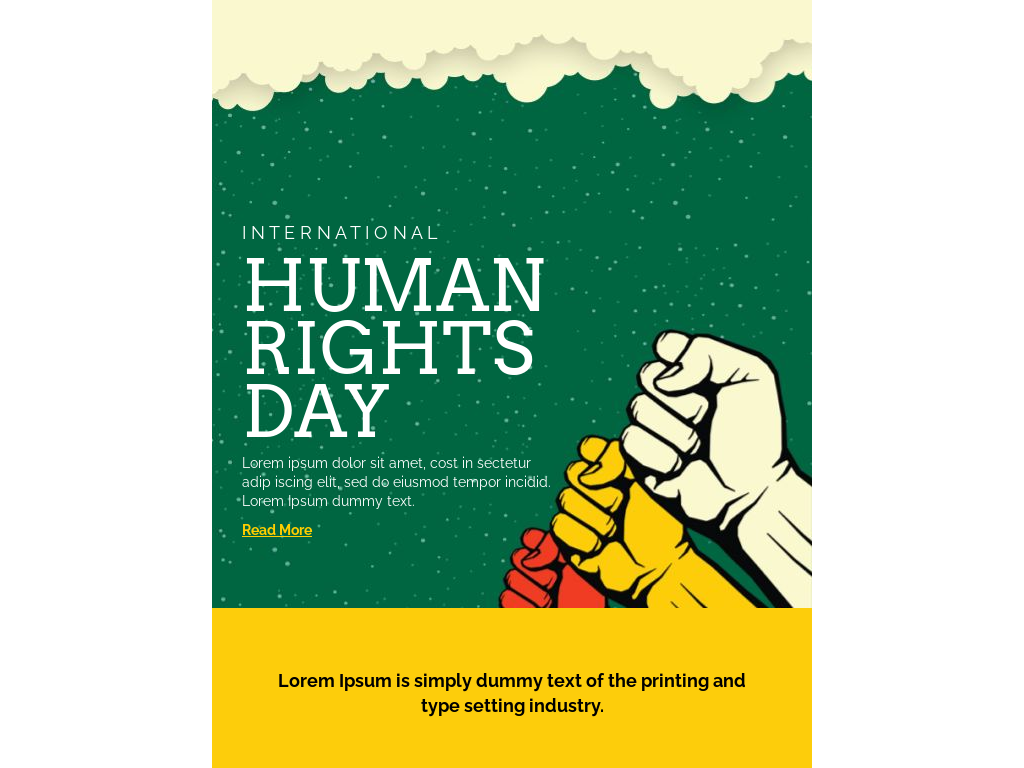 INTERNATIONAL
HUMAN
RIGHTS
DAY
Lorem ipsum dolor sit amet, cost in sectetur
adip iscing elit, sed do eiusmod tempor incidid.
Lorem Ipsum dummy text.
Read More
Lorem Ipsum is simply dummy text of the printing and
type setting industry.